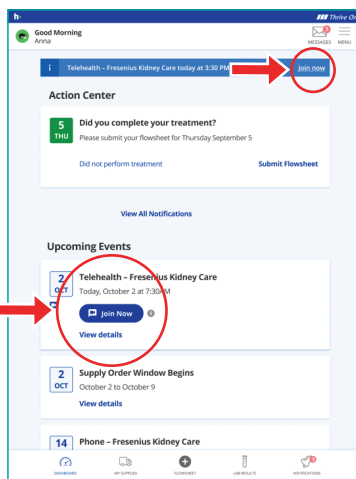 h›
Thrive On
Good Morning
Anna
3
MESSAGES MENU
i Telehealth – Fresenius Kidney Care today at 3:30 PM Join now
Action Center
5
THU
Did you complete your treatment?
Please submit your flowsheet for Thursday September 5
Did not perform treatment Submit Flowsheet
View All Notifications
Upcoming Events
2
OCT
Telehealth – Fresenius Kidney Care
Today, October 2 at 7:30AM
Join Now i
View details
2
OCT
Supply Order Window Begins
October 2 to October 9
View details
14 Phone – Fresenius Kidney Care
DASHBOARD MY SUPPLIES FLOWSHEET LAB RESULTS NOTIFICATIONS